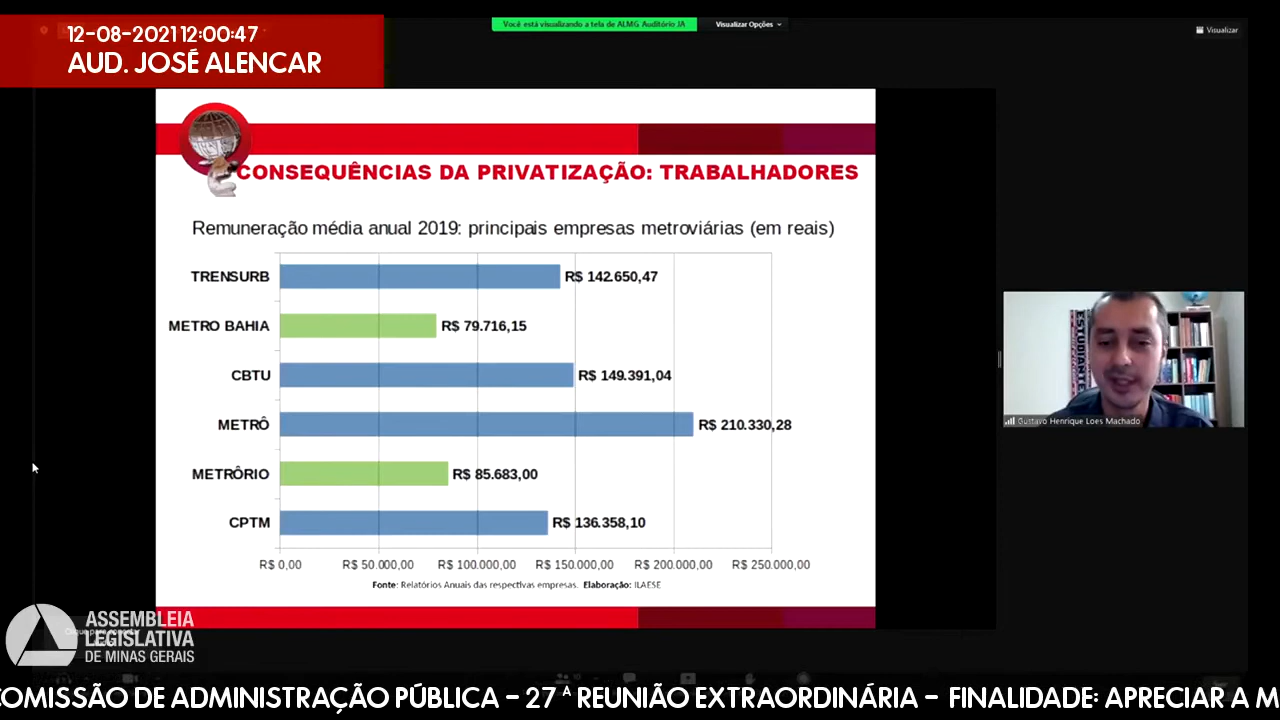 12-08-2021 12:00:47
AUD. JOSÉ ALENCAR
Você está visualizando a tela de ALMG Auditório JA
Visualizar Opções
Visualizar
CONSEQUÊNCIAS DA PRIVATIZAÇÃO: TRABALHADORES
Remuneração média anual 2019: principais empresas metroviárias (em reais)
TRENSURB R$ 142.650,47
METRO BAHIA R$ 79.716,15
CBTU R$ 149.391,04
METRÔ R$ 210.330,28
METRÔRIO R$ 85.683,00
CPTM R$ 136.358,10
R$ 0,00 R$ 50.000,00 R$ 100.000,00 R$ 150.000,00 R$ 200.000,00 R$ 250.000,00
Fonte: Relatórios Anuais das respectivas empresas. Elaboração: ILAESE
ESTUDANTE
Gustavo Henrique Loes Machado
ASSEMBLEIA
LEGISLATIVA
DE MINAS GERAIS
COMISSÃO DE ADMINISTRAÇÃO PÚBLICA - 27ª REUNIÃO EXTRAORDINÁRIA - FINALIDADE: APRECIAR A M